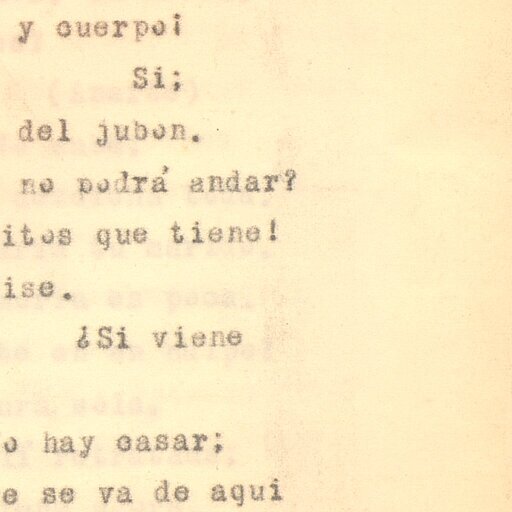 y cuerpo¡
Si;
del jubon.
no podrá andar?
itos que tiene!
ise.
¿Si viene
o hay casar;
e se va de aqui